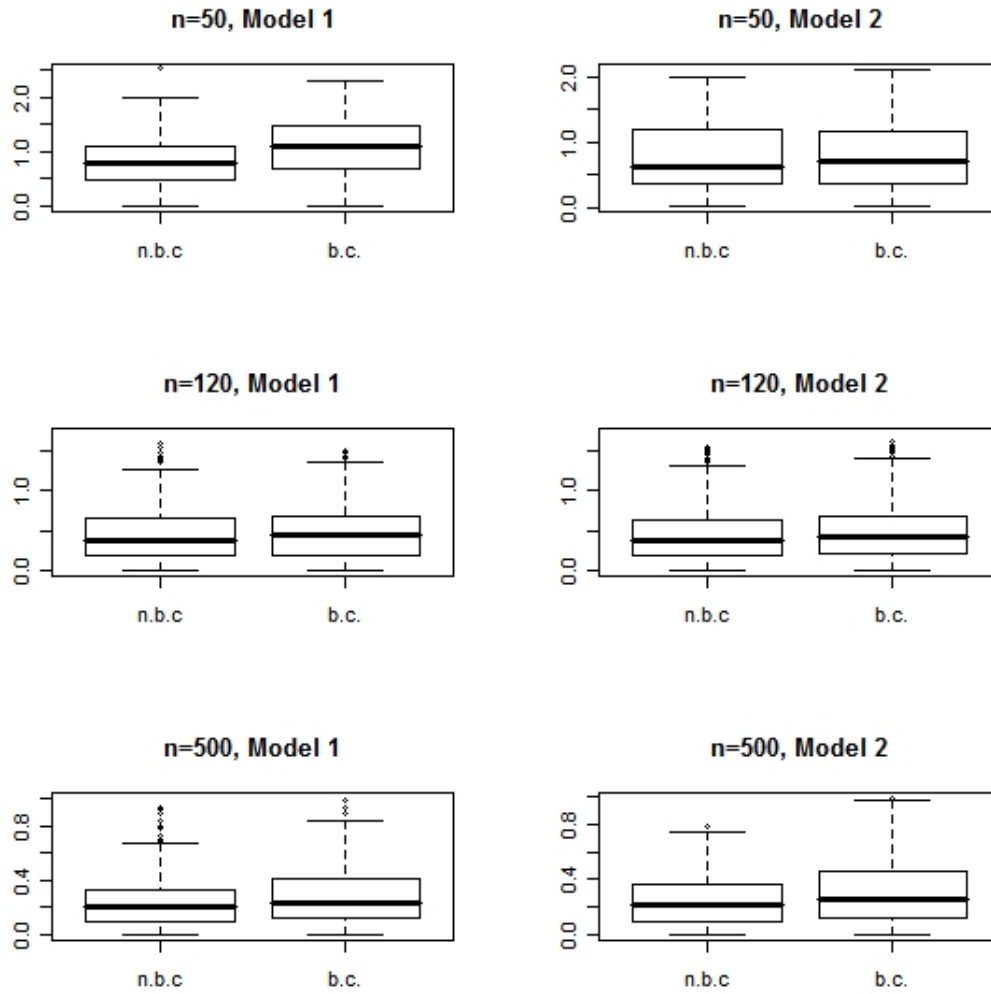 n=50, Model 1
n=50, Model 2
2.0
1.0
0.0
2.0
1.0
0.0
n.b.c
b.c.
n.b.c
b.c.
n=120, Model 1
n=120, Model 2
1.0
0.0
1.0
0.0
n.b.c
b.c.
n.b.c
b.c.
n=500, Model 1
n=500, Model 2
0.8
0.4
0.0
0.8
0.4
0.0
n.b.c
b.c.
n.b.c
b.c.